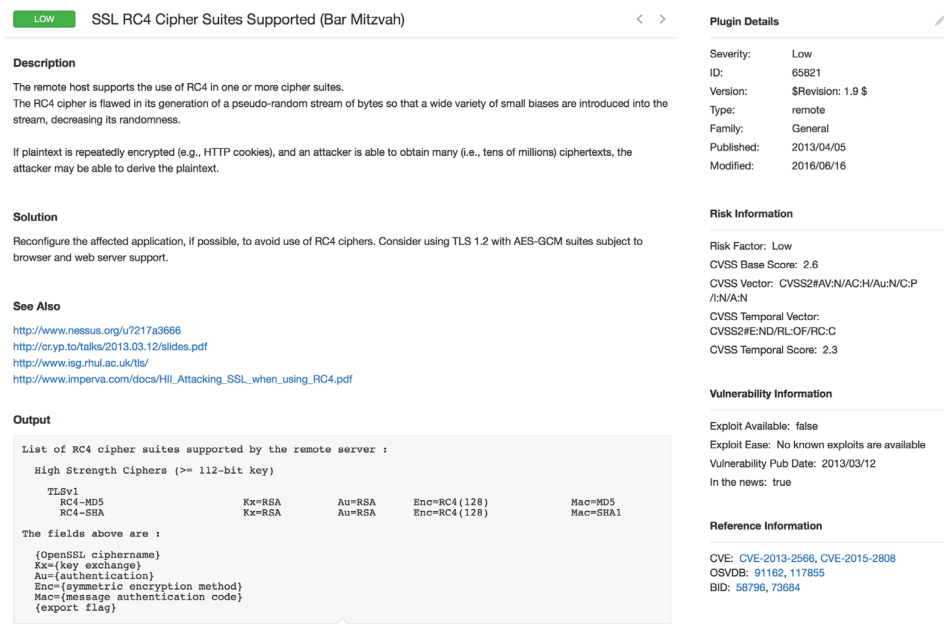 LOW SSL RC4 Cipher Suites Supported (Bar Mitzvah)
Description
The remote host supports the use of RC4 in one or more cipher suites.
The RC4 cipher is flawed in its generation of a pseudo-random stream of bytes so that a wide variety of small biases are introduced into the
stream, decreasing its randomness.
If plaintext is repeatedly encrypted (e.g., HTTP cookies), and an attacker is able to obtain many (i.e., tens of millions) ciphertexts, the
attacker may be able to derive the plaintext.
Solution
Reconfigure the affected application, if possible, to avoid use of RC4 ciphers. Consider using TLS 1.2 with AES-GCM suites subject to
browser and web server support.
See Also
http://www.nessus.org/u?217a3666
http://cr.yp.to/talks/2013.03.12/slides.pdf
http://www.isg.rhul.ac.uk/tls/
http://www.imperva.com/docs/HII_Attacking_SSL_when_using_RC4.pdf
Output
List of RC4 cipher suites supported by the remote server :
High Strength Ciphers (>= 112-bit key)
TLSv1
RC4-MD5 Kx=RSA Au=RSA Enc=RC4(128) Mac=MD5
RC4-SHA Kx=RSA Au=RSA Enc=RC4(128) Mac=SHA1
The fields above are :
{OpenSSL ciphername}
Kx={key exchange}
Au={authentication}
Enc={symmetric encryption method}
Mac={message authentication code}
{export flag}
Plugin Details
Severity: Low
ID: 65821
Version: $Revision: 1.9 $
Type: remote
Family: General
Published: 2013/04/05
Modified: 2016/06/16
Risk Information
Risk Factor: Low
CVSS Base Score: 2.6
CVSS Vector: CVSS2#AV:N/AC:H/Au:N/C:P
/I:N/A:N
CVSS Temporal Vector:
CVSS2#E:ND/RL:OF/RC:C
CVSS Temporal Score: 2.3
Vulnerability Information
Exploit Available: false
Exploit Ease: No known exploits are available
Vulnerability Pub Date: 2013/03/12
In the news: true
Reference Information
CVE: CVE-2013-2566, CVE-2015-2808
OSVDB: 91162, 117855
BID: 58796, 73684